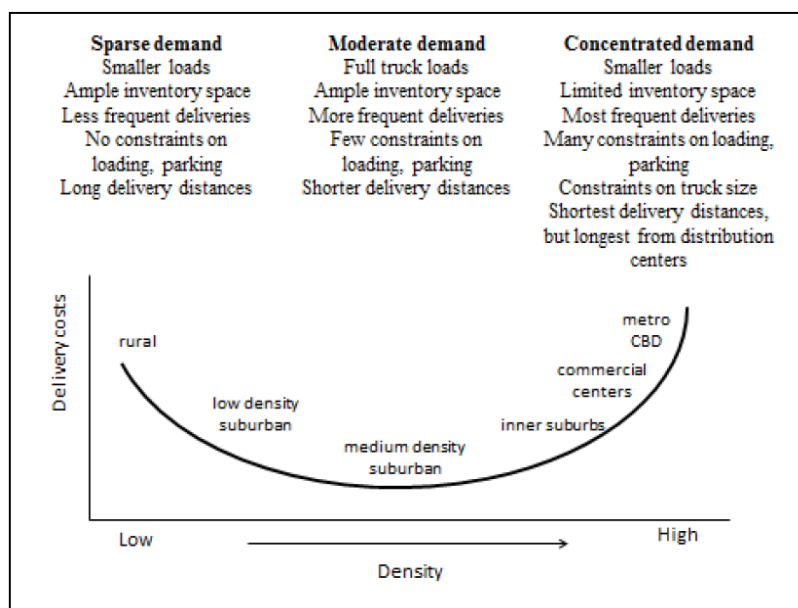 Sparse demand
Smaller loads
Ample inventory space
Less frequent deliveries
No constraints on
loading, parking
Long delivery distances
Moderate demand
Full truck loads
Ample inventory space
More frequent deliveries
Few constraints on
loading, parking
Shorter delivery distances
Concentrated demand
Smaller loads
Limited inventory space
Most frequent deliveries
Many constraints on loading,
parking
Constraints on truck size
Shortest delivery distances,
but longest from distribution
centers
Delivery costs
rural
low density
suburban
medium density
suburban
inner suburbs
commercial
centers
metro
CBD
Low
High
Density